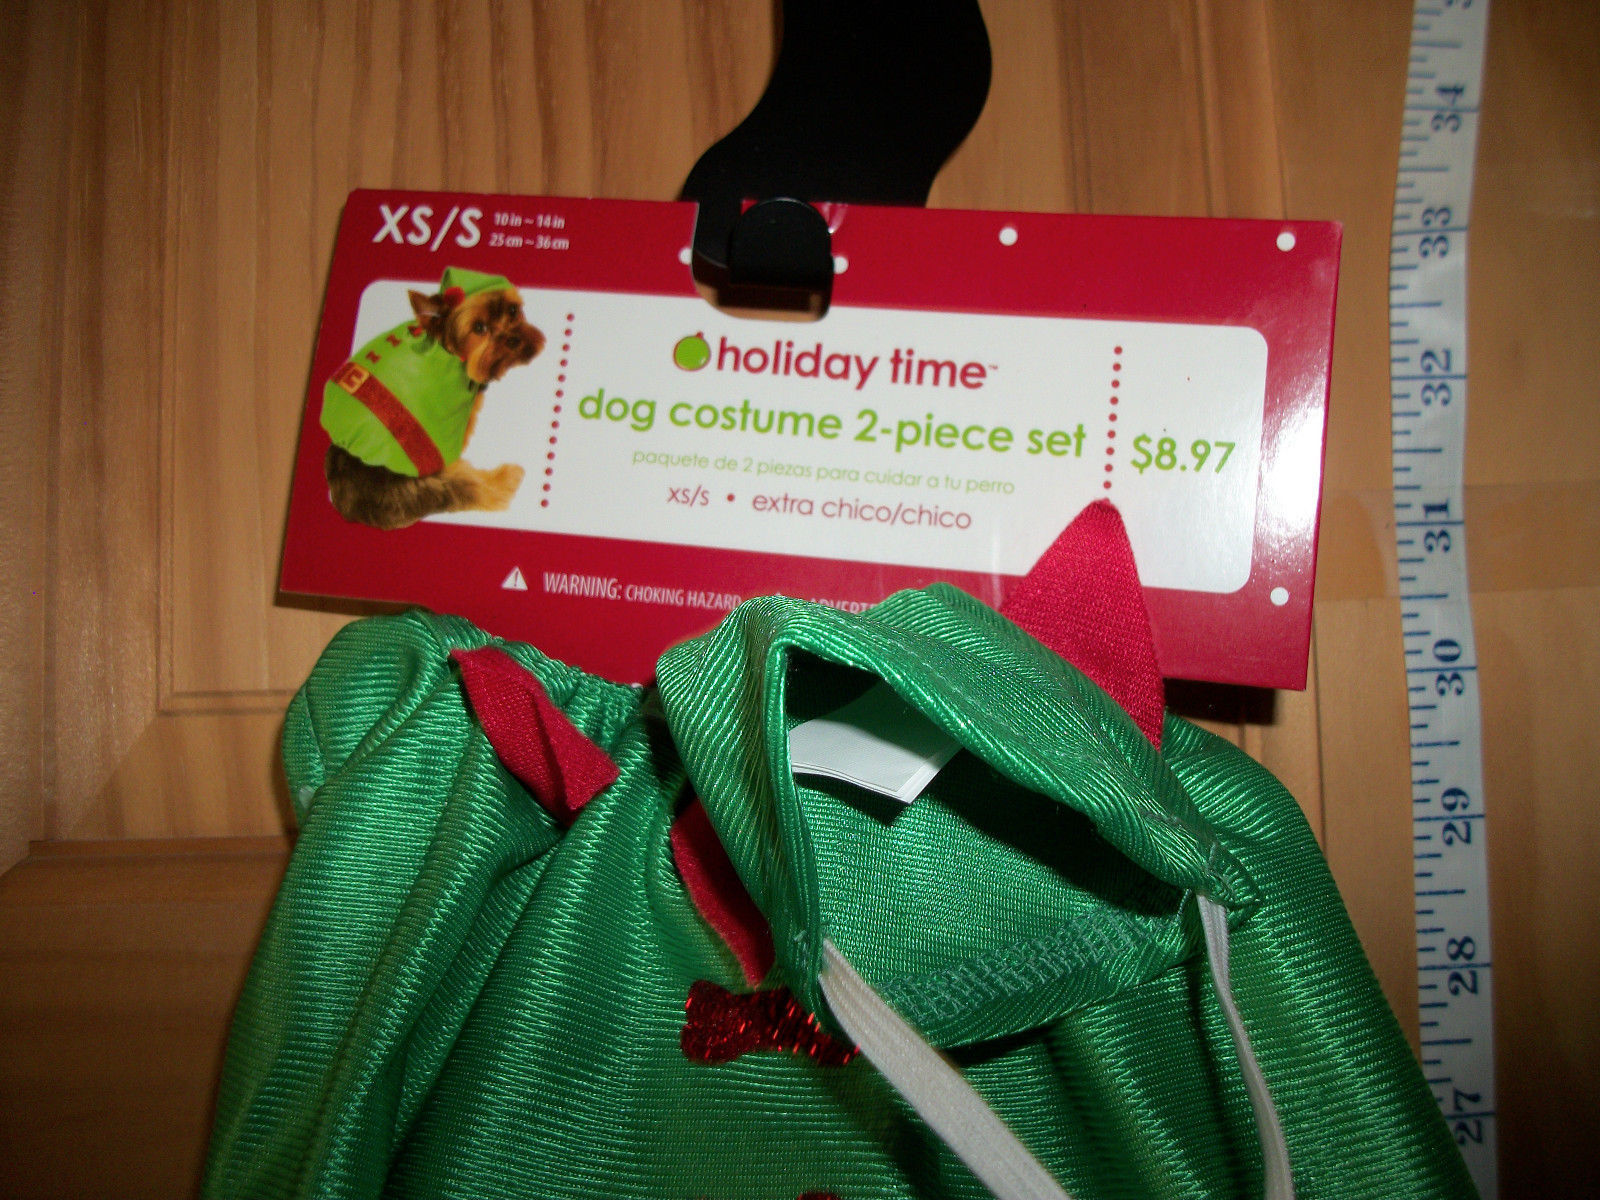 XS/S
10 in ~ 14 in
25 cm ~ 36 cm
holiday time™
dog costume 2-piece set
$8.97
paquete de 2 piezas para cuidar a tu perro
xs/s • extra chico/chico
WARNING: CHOKING HAZARD
34
33
32
31
30
29
28
27